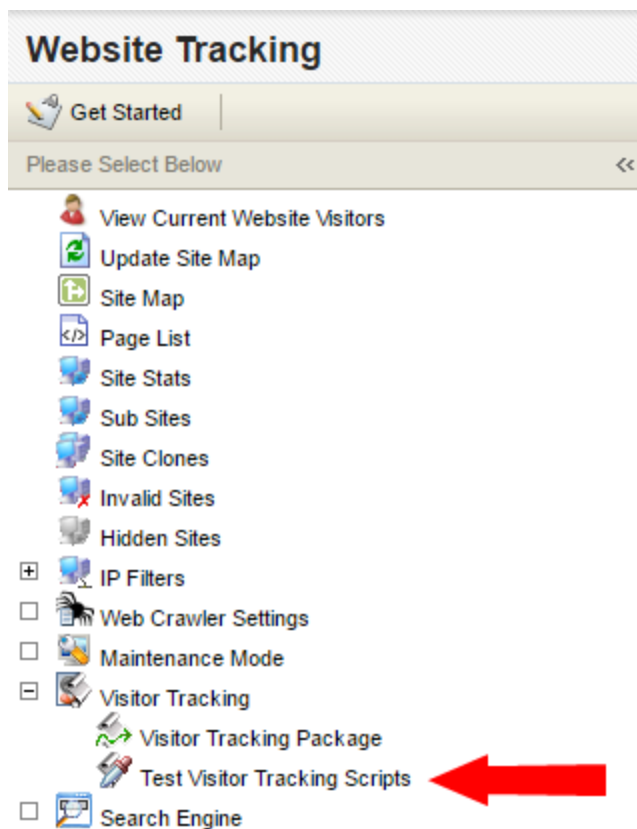 Website Tracking
Get Started
Please Select Below
View Current Website Visitors
Update Site Map
Site Map
Page List
Site Stats
Sub Sites
Site Clones
Invalid Sites
Hidden Sites
IP Filters
Web Crawler Settings
Maintenance Mode
Visitor Tracking
Visitor Tracking Package
Test Visitor Tracking Scripts
Search Engine